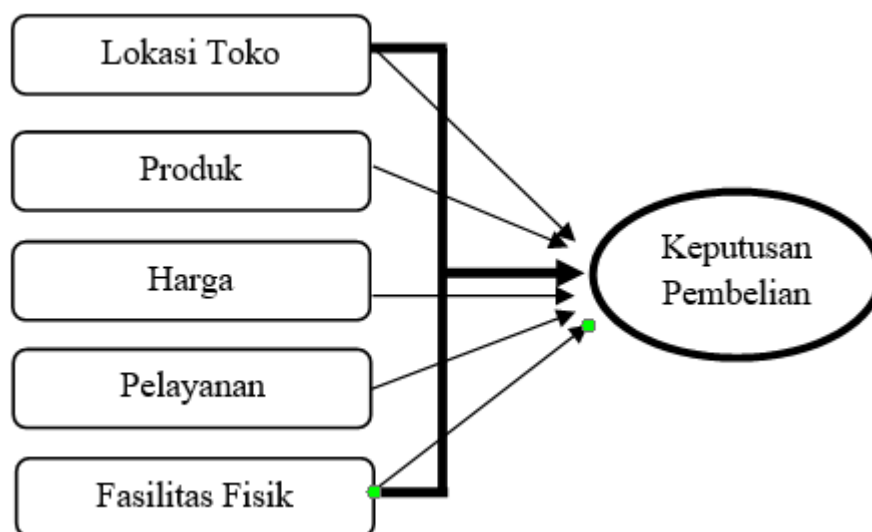 Lokasi Toko
Produk
Harga
Pelayanan
Fasilitas Fisik
Keputusan
Pembelian